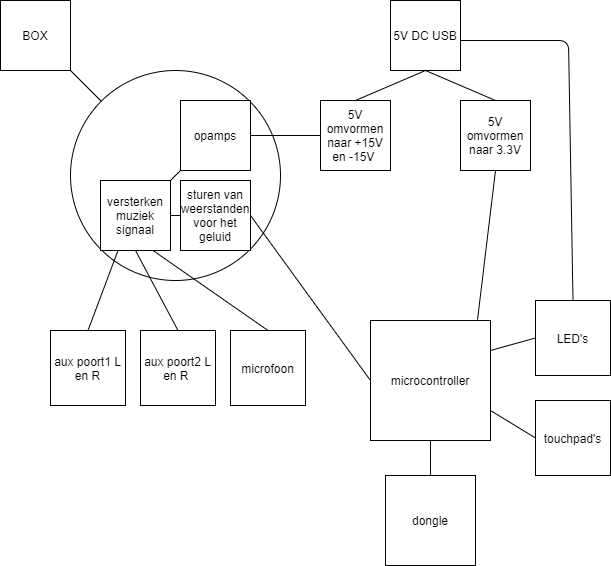 BOX
5V DC USB
opamps
5V
omvormen
naar +15V
en -15V
5V
omvormen
naar 3.3V
versterken
muziek
signaal
sturen van
weerstanden
voor het
geluid
aux poort1 L
en R
aux poort2 L
en R
microfoon
microcontroller
LED's
touchpad's
dongle